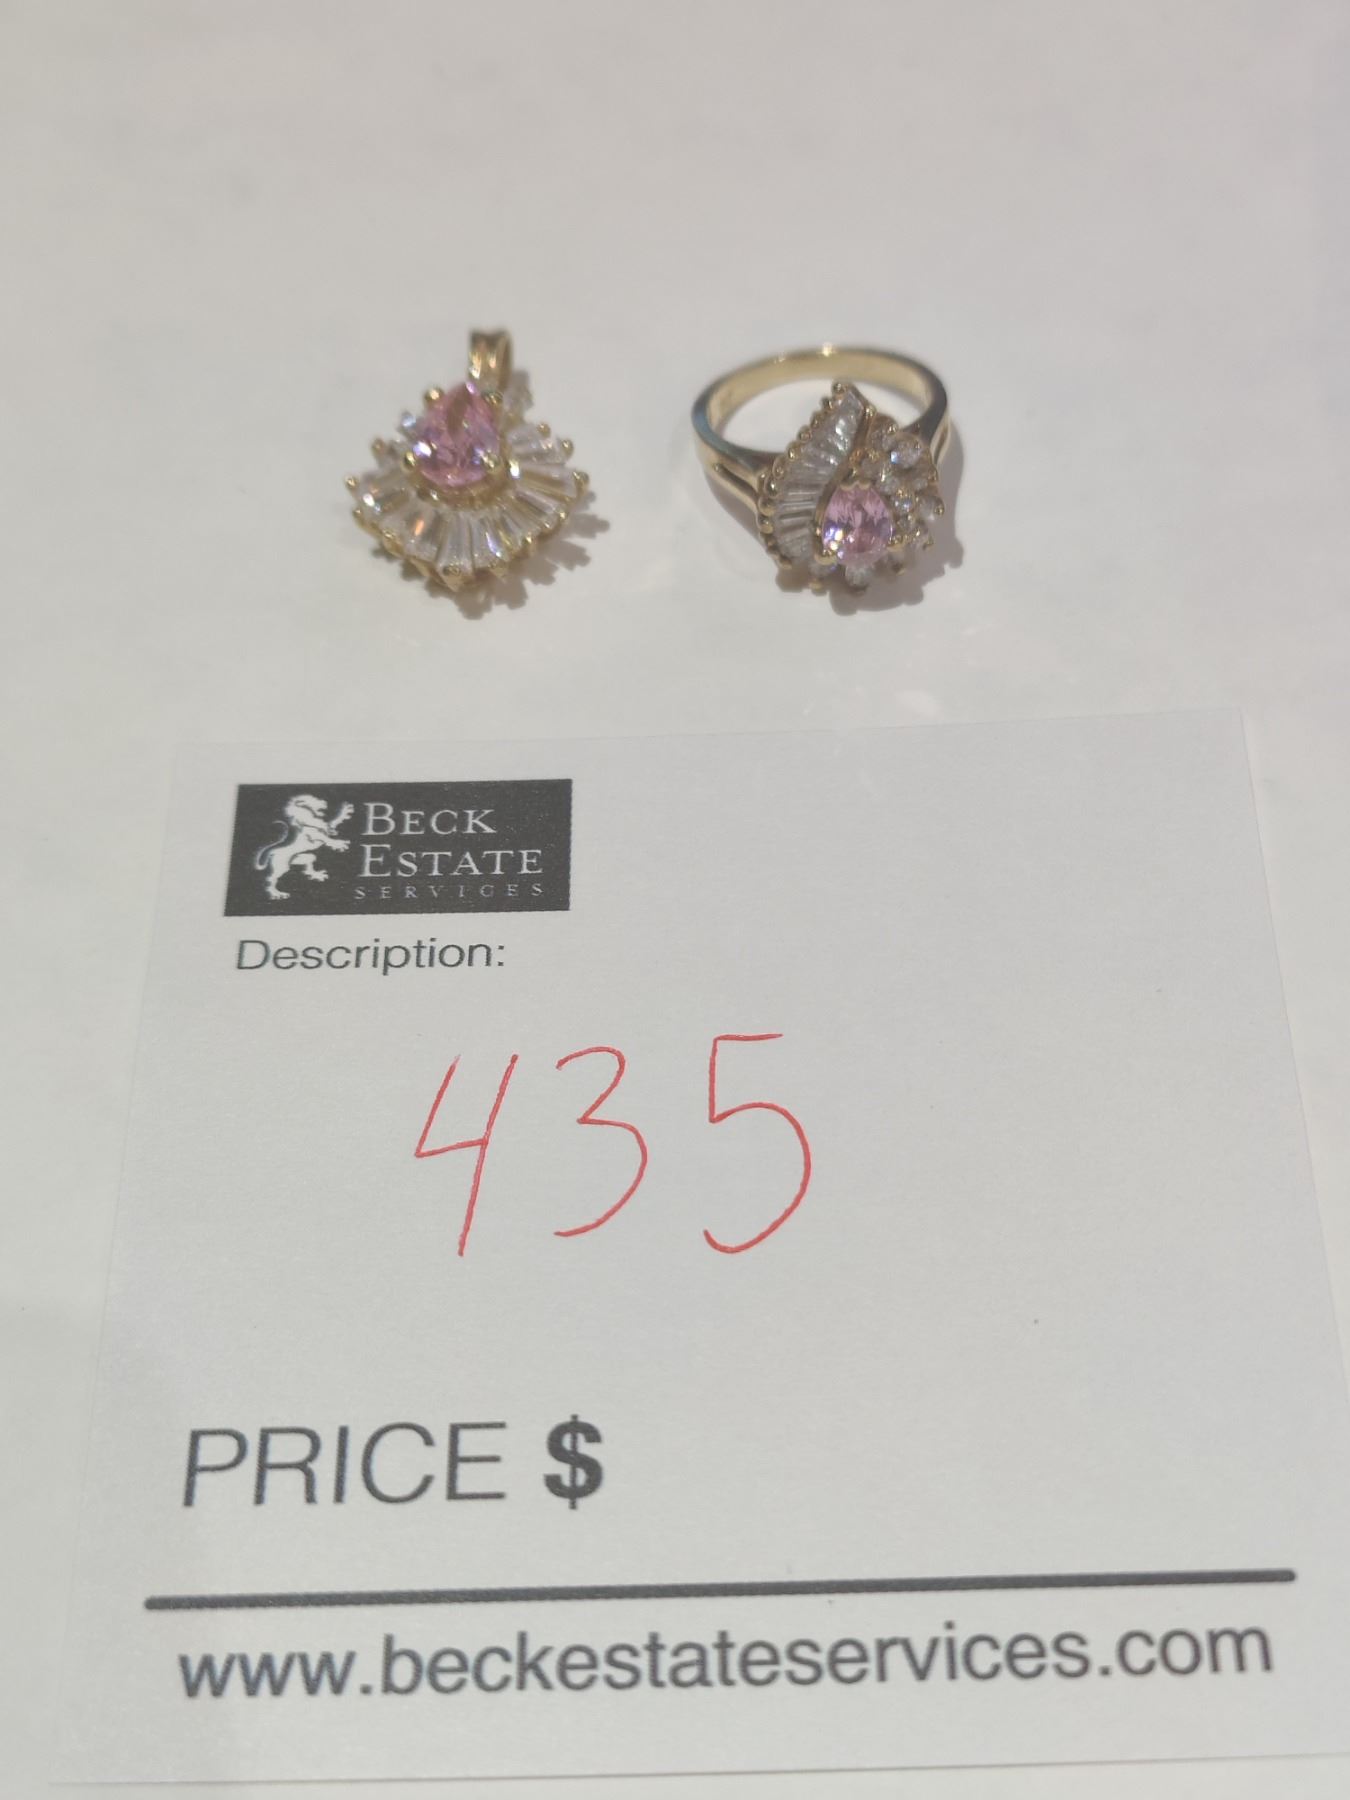 BECK
ESTATE
SERVICES
Description:
435
PRICE $
www.beckestateservices.com